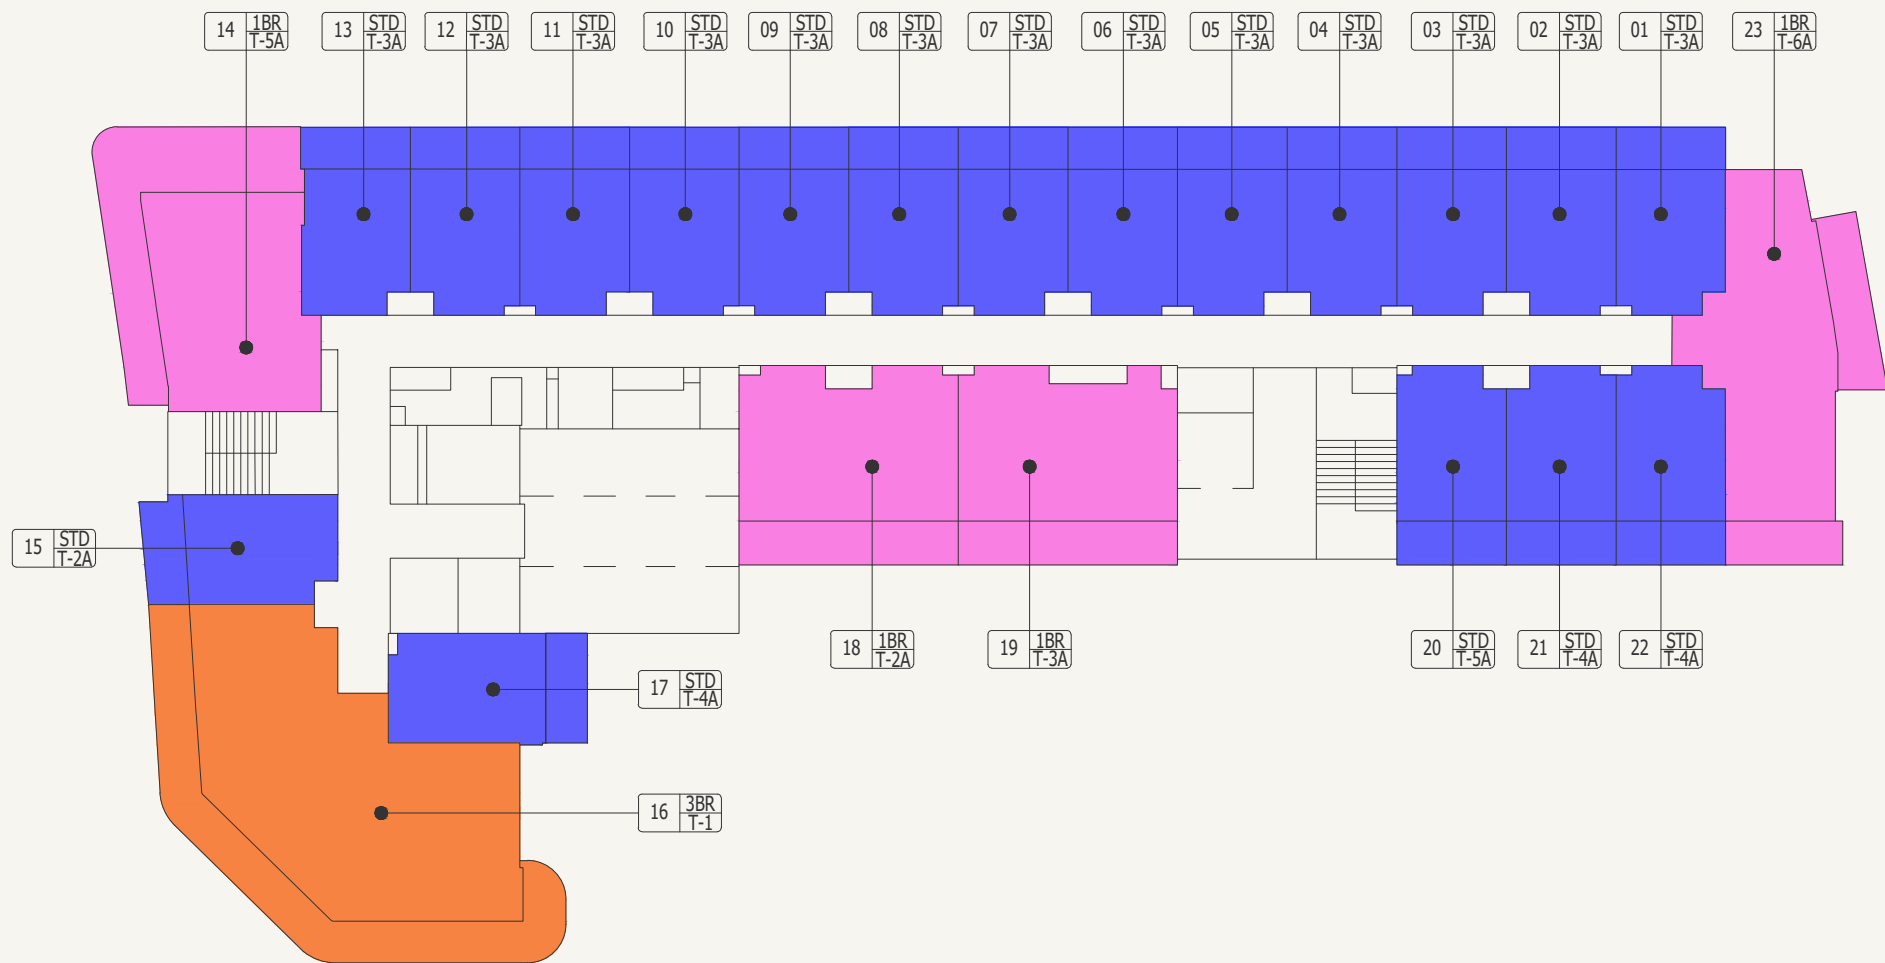 14 1BR T-5A
13 STD T-3A
12 STD T-3A
11 STD T-3A
10 STD T-3A
09 STD T-3A
08 STD T-3A
07 STD T-3A
06 STD T-3A
05 STD T-3A
04 STD T-3A
03 STD T-3A
02 STD T-3A
01 STD T-3A
23 1BR T-6A
15 STD T-2A
18 1BR T-2A
19 1BR T-3A
20 STD T-5A
21 STD T-4A
22 STD T-4A
17 STD T-4A
16 3BR T-1